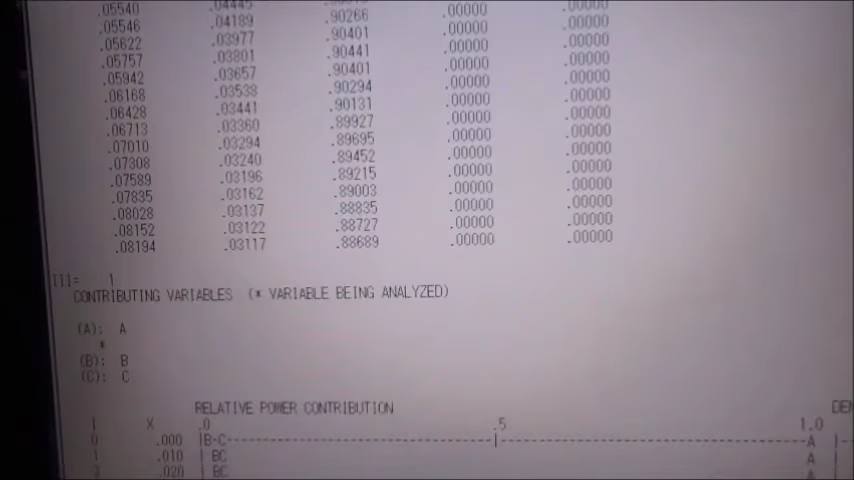 .05540 .04445 .00000 .00000
.05546 .04189 .90266 .00000 .00000
.05622 .03977 .90401 .00000 .00000
.05757 .03801 .90441 .00000 .00000
.05942 .03657 .90401 .00000 .00000
.06168 .03538 .90294 .00000 .00000
.06428 .03441 .90131 .00000 .00000
.06713 .03360 .89927 .00000 .00000
.07010 .03294 .89695 .00000 .00000
.07308 .03240 .89452 .00000 .00000
.07589 .03196 .89215 .00000 .00000
.07835 .03162 .89003 .00000 .00000
.08028 .03137 .88835 .00000 .00000
.08152 .03122 .88727 .00000 .00000
.08194 .03117 .88689 .00000 .00000
III= 1
CONTRIBUTING VARIABLES (* VARIABLE BEING ANALYZED)
(A): A
*
(B): B
(C): C
RELATIVE POWER CONTRIBUTION
I X .0 .5 1.0
0 .000 |B-C-----------------------------------|----------------------------------------A |--
1 .010 | BC A |
2 .020 | BC A |